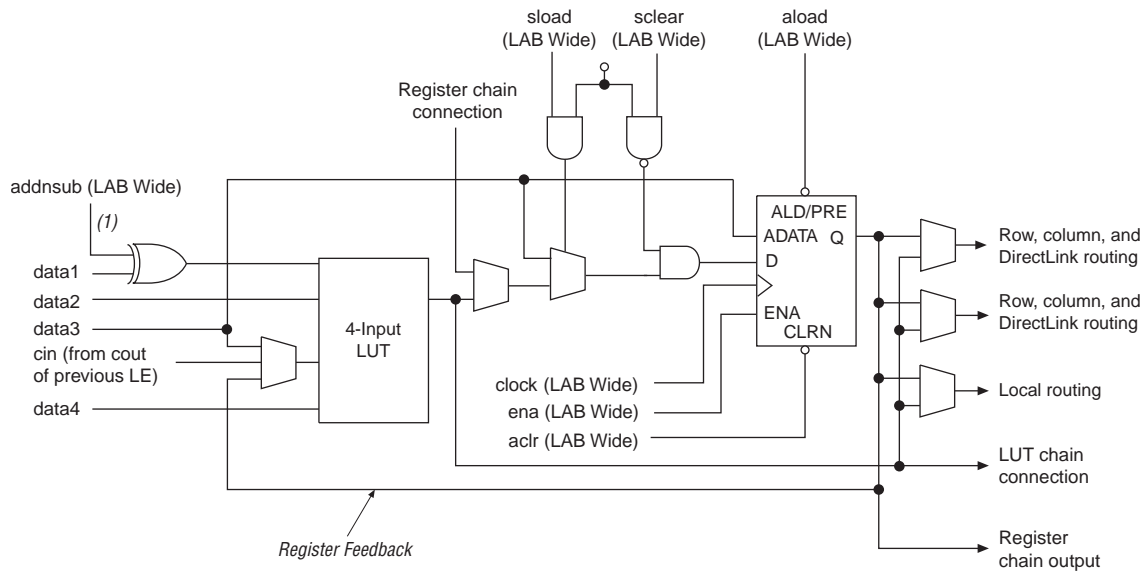 sload
(LAB Wide)
sclear
(LAB Wide)
aload
(LAB Wide)
Register chain
connection
addnsub (LAB Wide)
(1)
data1
data2
data3
cin (from cout
of previous LE)
data4
4-Input
LUT
ALD/PRE
ADATA Q
D
ENA
CLRN
clock (LAB Wide)
ena (LAB Wide)
aclr (LAB Wide)
Row, column, and
DirectLink routing
Row, column, and
DirectLink routing
Local routing
LUT chain
connection
Register
chain output
Register Feedback